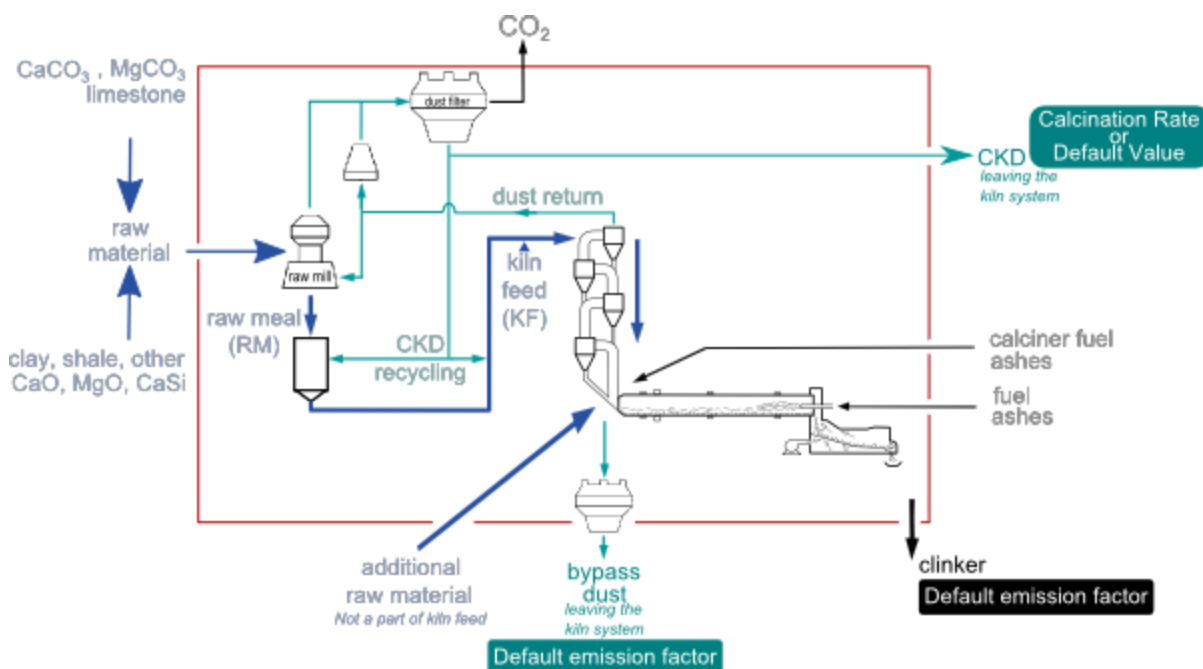 CO₂
CaCO₃ , MgCO₃
limestone
dust filter
Calcination Rate
or
Default Value
CKD
leaving the
kiln system
dust return
raw
material
raw mill
kiln
feed
(KF)
raw meal
(RM)
CKD
recycling
clay, shale, other
CaO, MgO, CaSi
calciner fuel
ashes
fuel
ashes
additional
raw material
Not a part of kiln feed
bypass
dust
leaving the
kiln system
Default emission factor
clinker
Default emission factor